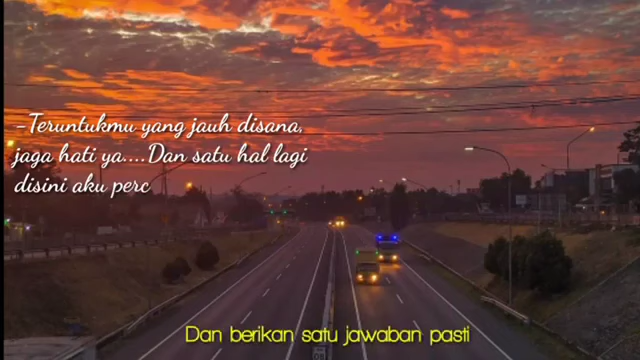 -Teruntukmu yang jauh disana,
jaga hati ya....Dan satu hal lagi
disini aku perc
Dan berikan satu jawaban pasti